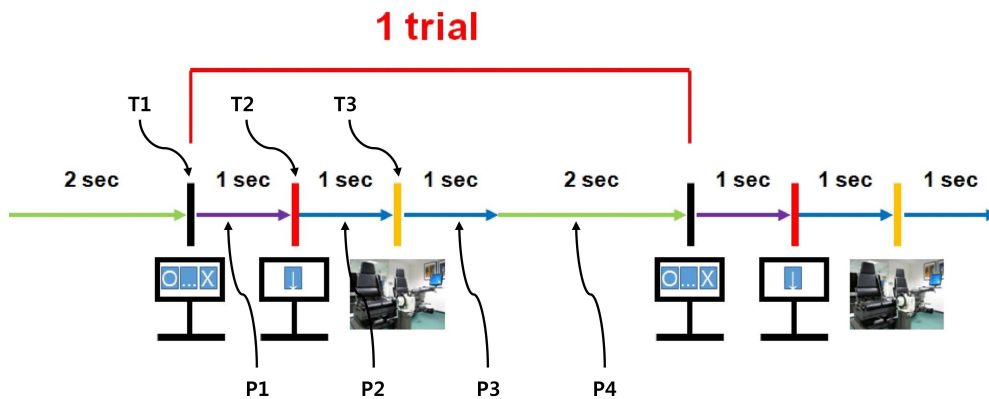 1 trial
T1 T2 T3
2 sec 1 sec 1 sec 1 sec 2 sec 1 sec 1 sec 1 sec
O...X ↓ O...X ↓
P1 P2 P3 P4